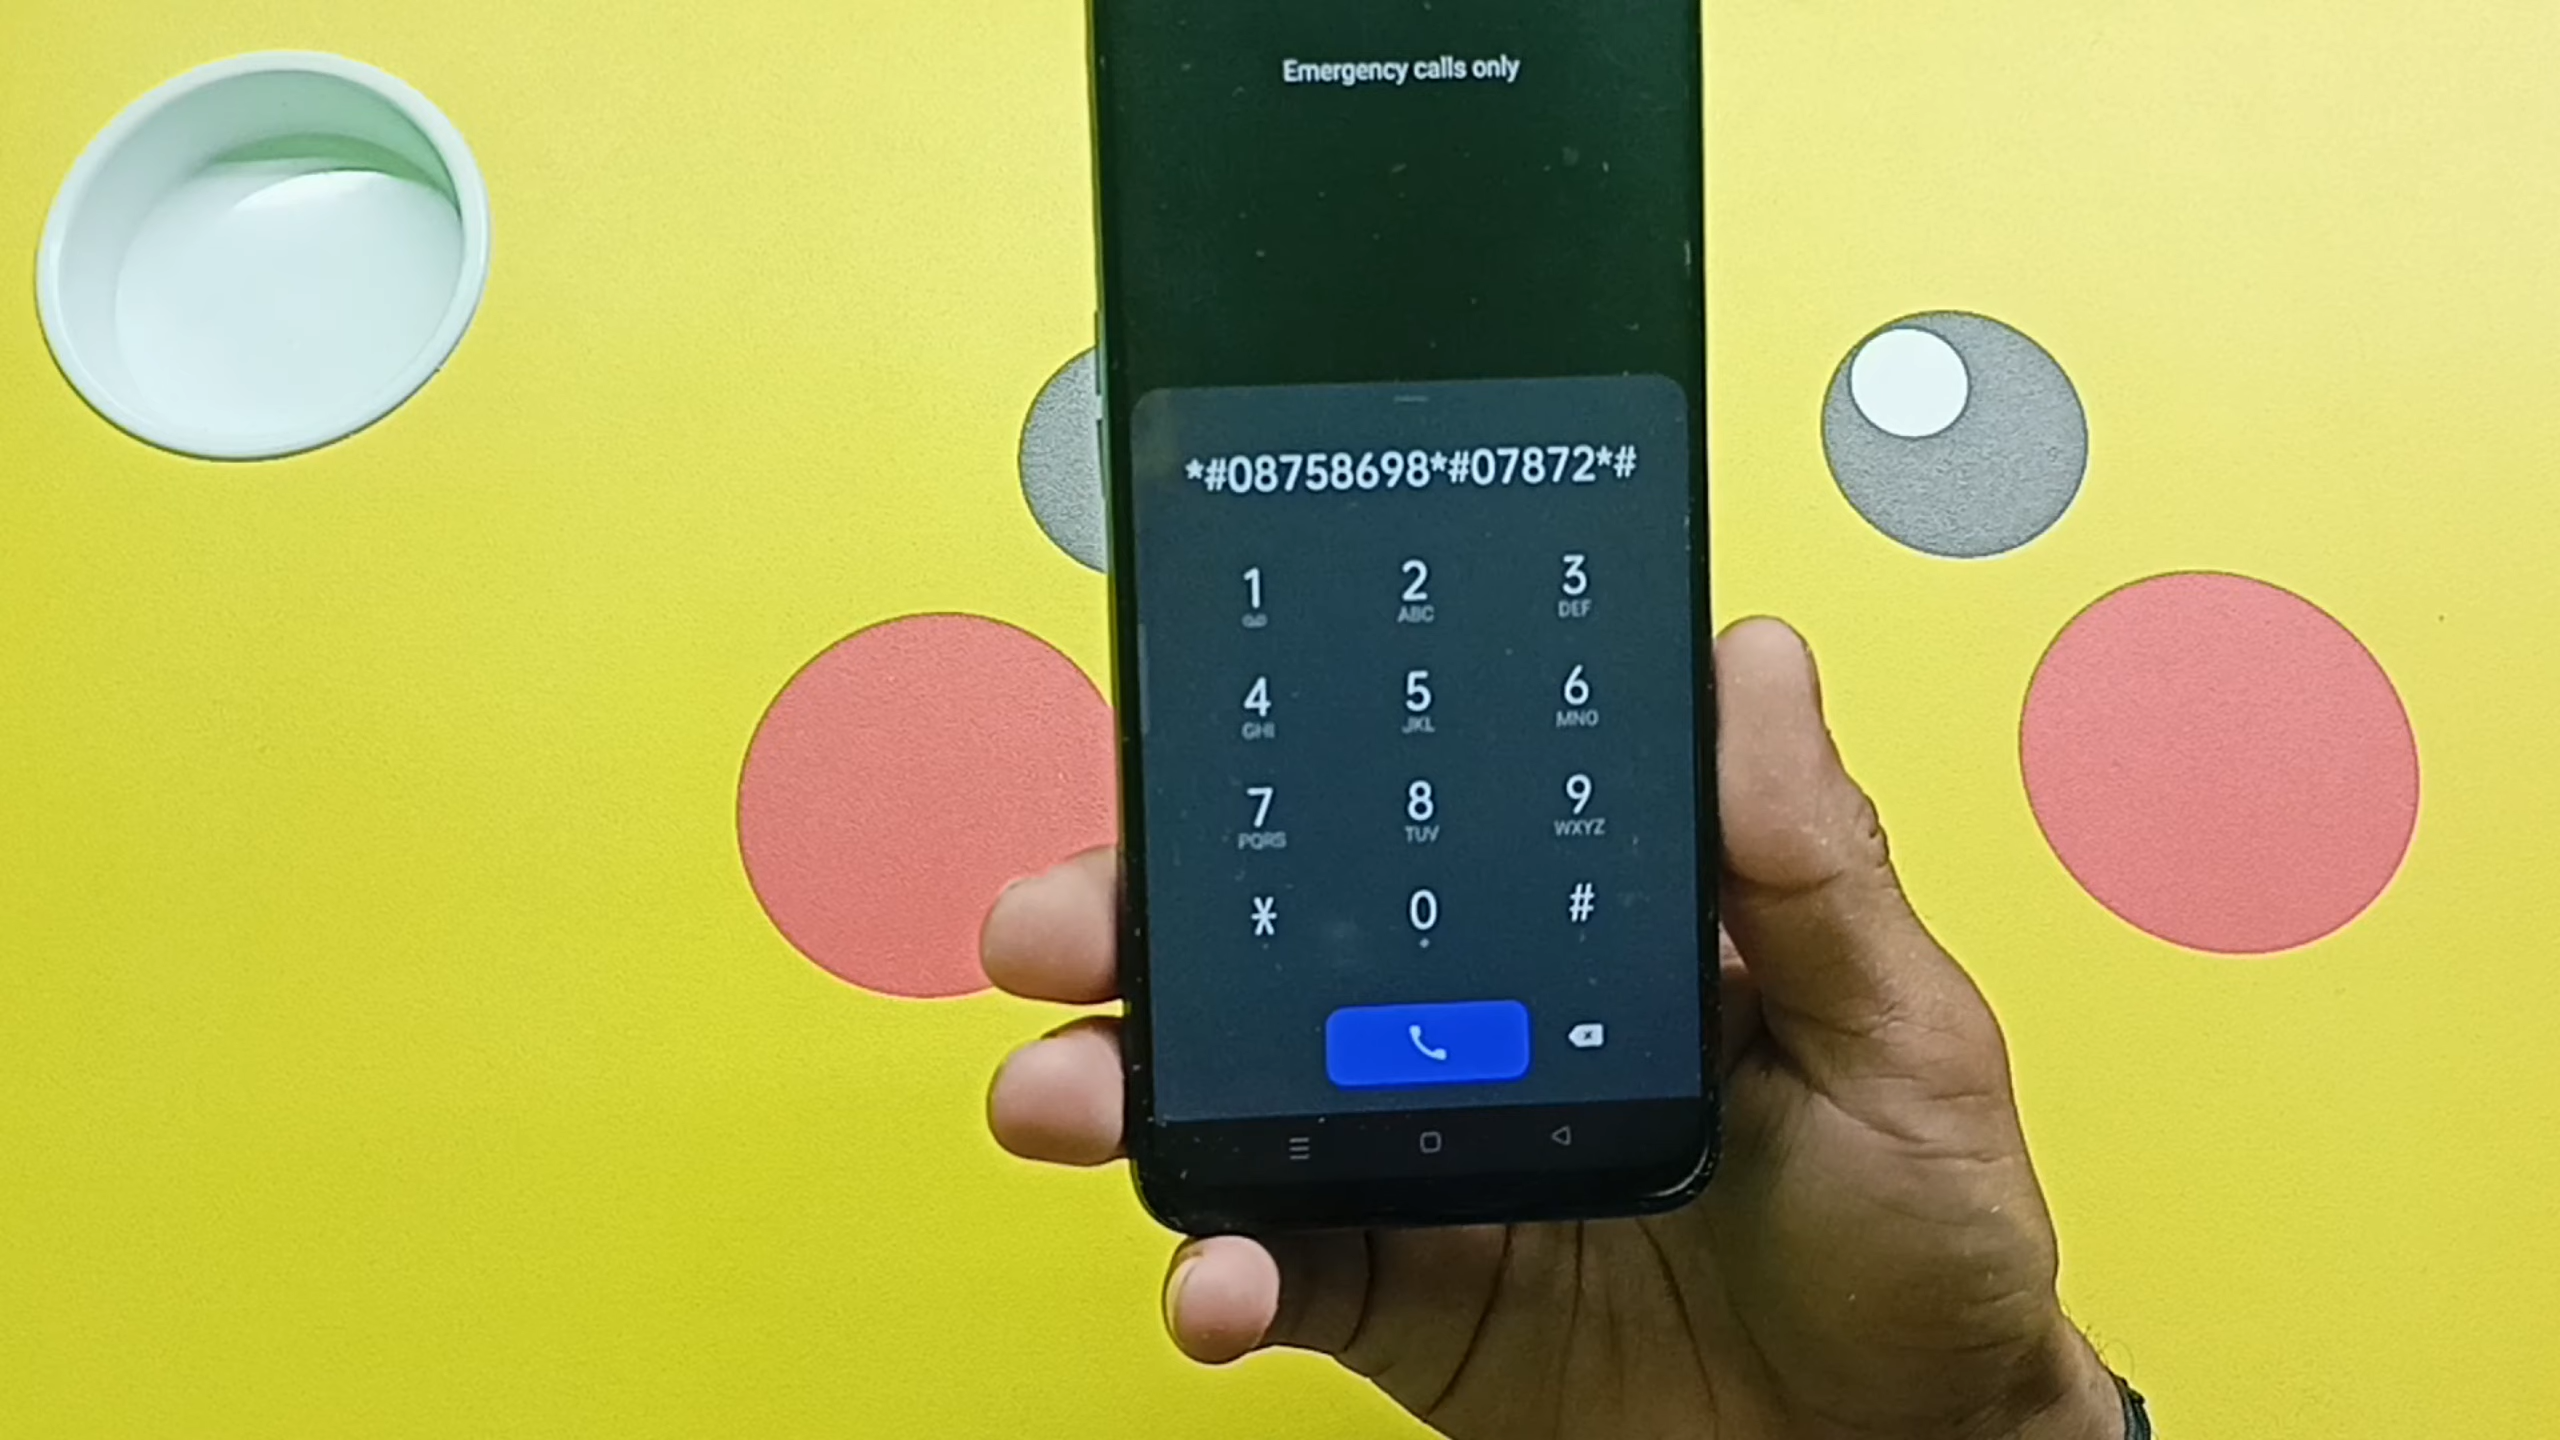 Emergency calls only
*#08758698*#07872*#
1 2 3
ABC DEF
4 5 6
GHI JKL MNO
7 8 9
PQRS TUV WXYZ
* 0 #